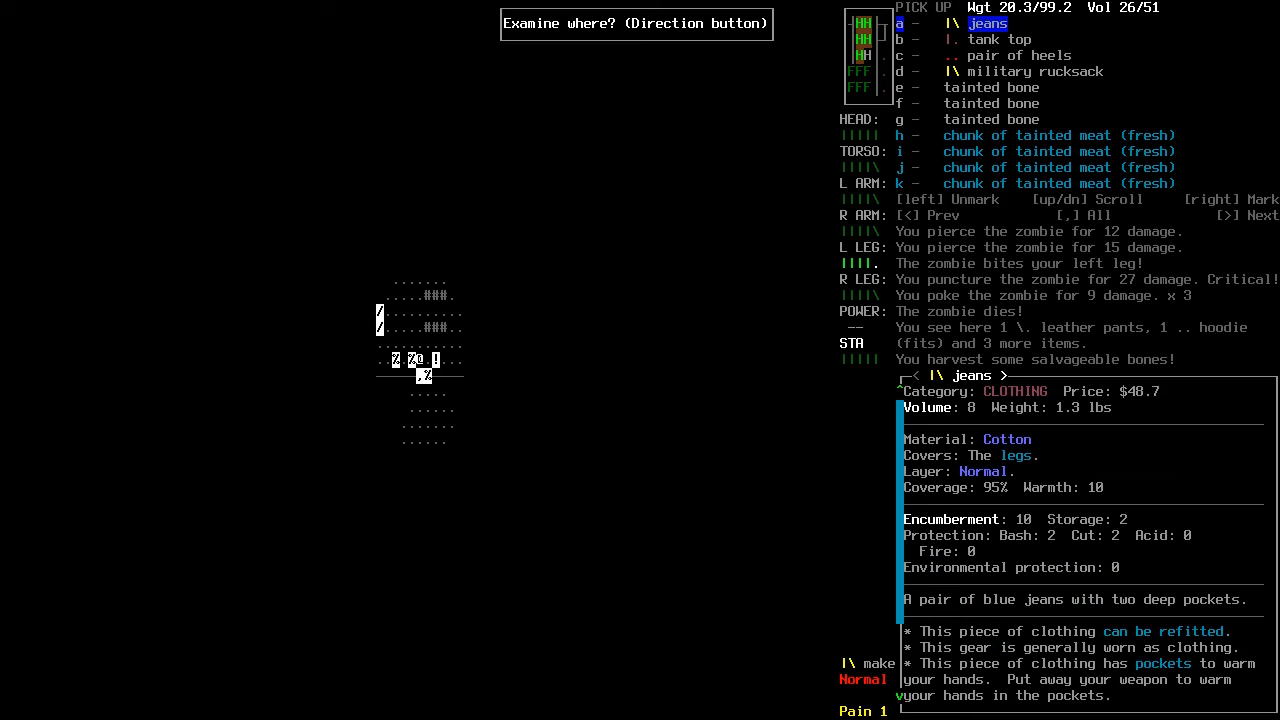 Examine where? (Direction button)
PICK UP  Wgt 20.3/99.2  Vol 26/51
a -   |\ jeans
b -   |. tank top
c -   .. pair of heels
d -   |\ military rucksack
e -   tainted bone
f -   tainted bone
g -   tainted bone
HEAD:
h -   chunk of tainted meat (fresh)
TORSO: i -   chunk of tainted meat (fresh)
j -   chunk of tainted meat (fresh)
L ARM: k -   chunk of tainted meat (fresh)
[left] Unmark    [up/dn] Scroll     [right] Mark
R ARM: [<] Prev              [,] All             [>] Next
You pierce the zombie for 12 damage.
L LEG: You pierce the zombie for 15 damage.
The zombie bites your left leg!
R LEG: You puncture the zombie for 27 damage. Critical!
You poke the zombie for 9 damage. x 3
POWER: The zombie dies!
-- You see here 1 \. leather pants, 1 .. hoodie
STA (fits) and 3 more items.
You harvest some salvageable bones!
< |\ jeans >
Category: CLOTHING  Price: $48.7
Volume: 8  Weight: 1.3 lbs
Material: Cotton
Covers: The legs.
Layer: Normal.
Coverage: 95%  Warmth: 10
Encumberment: 10  Storage: 2
Protection: Bash: 2  Cut: 2  Acid: 0
Fire: 0
Environmental protection: 0
A pair of blue jeans with two deep pockets.
* This piece of clothing can be refitted.
* This gear is generally worn as clothing.
|\ make * This piece of clothing has pockets to warm
Normal your hands.  Put away your weapon to warm
your hands in the pockets.
Pain 1